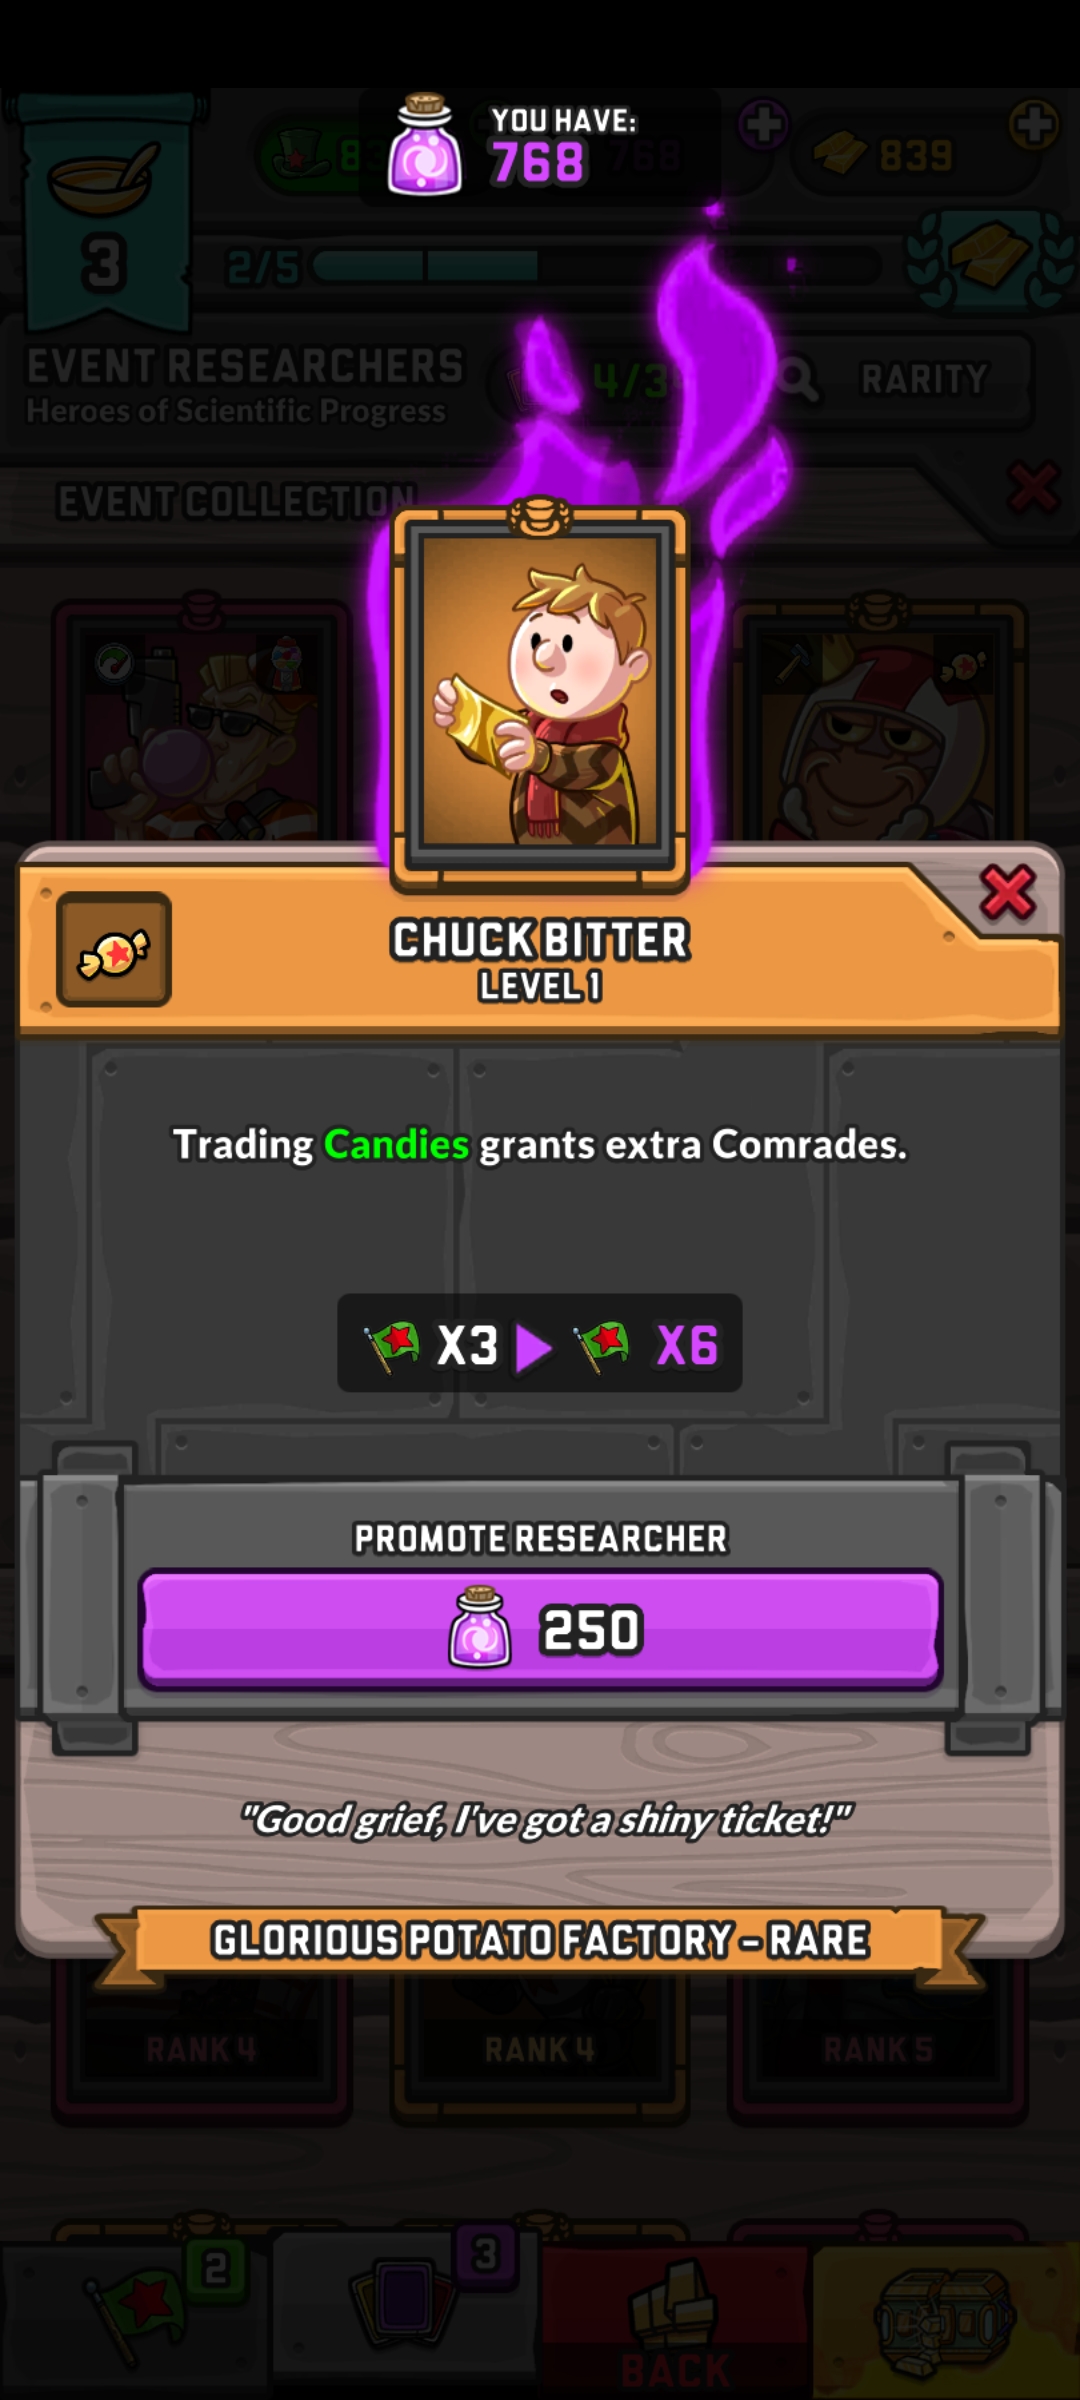 YOU HAVE:
768
839
3
2/5
EVENT RESEARCHERS
Heroes of Scientific Progress
RARITY
EVENT COLLECTION
CHUCK BITTER
LEVEL 1
Trading Candies grants extra Comrades.
X3 X6
PROMOTE RESEARCHER
250
"Good grief, I've got a shiny ticket!"
GLORIOUS POTATO FACTORY - RARE
RANK 4 RANK 4 RANK 5
2 3
BACK